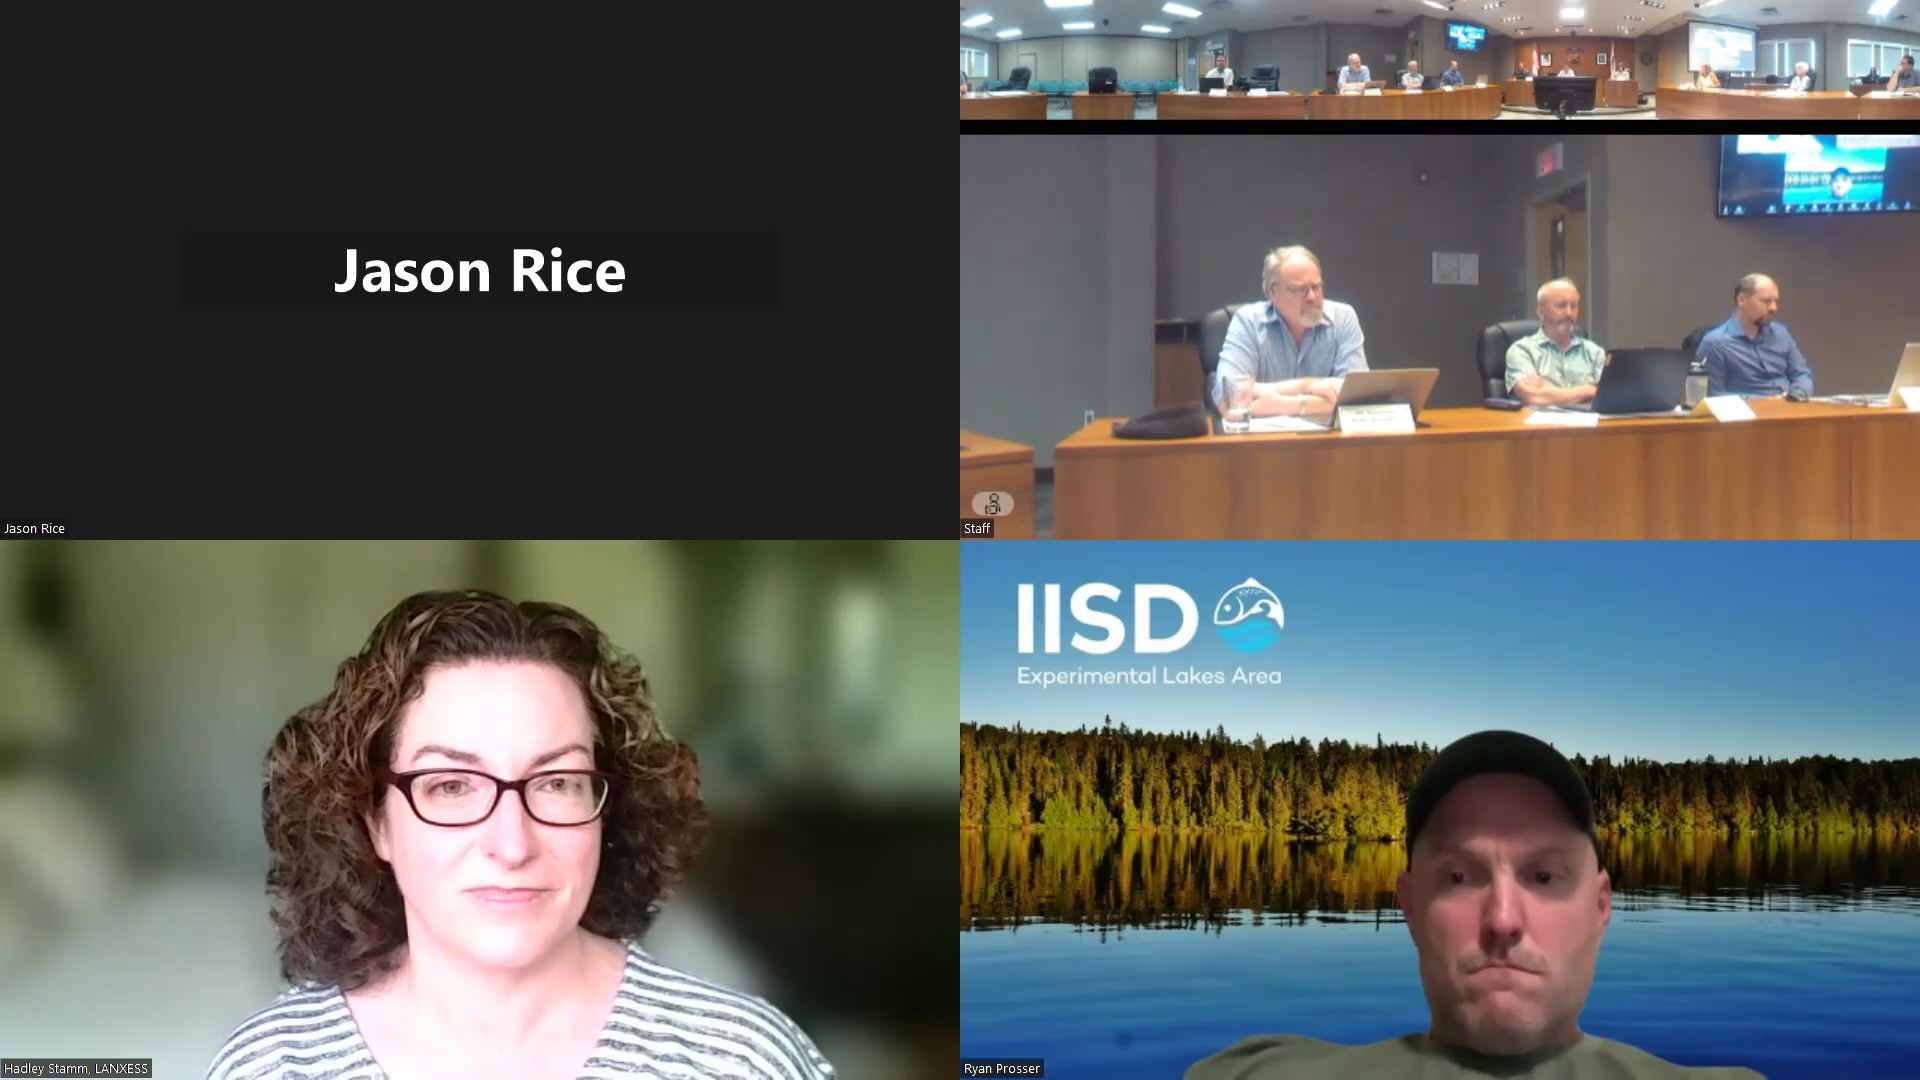 Jason Rice
Jason Rice
Staff
IISD
Experimental Lakes Area
Hadley Stamm, LANXESS
Ryan Prosser